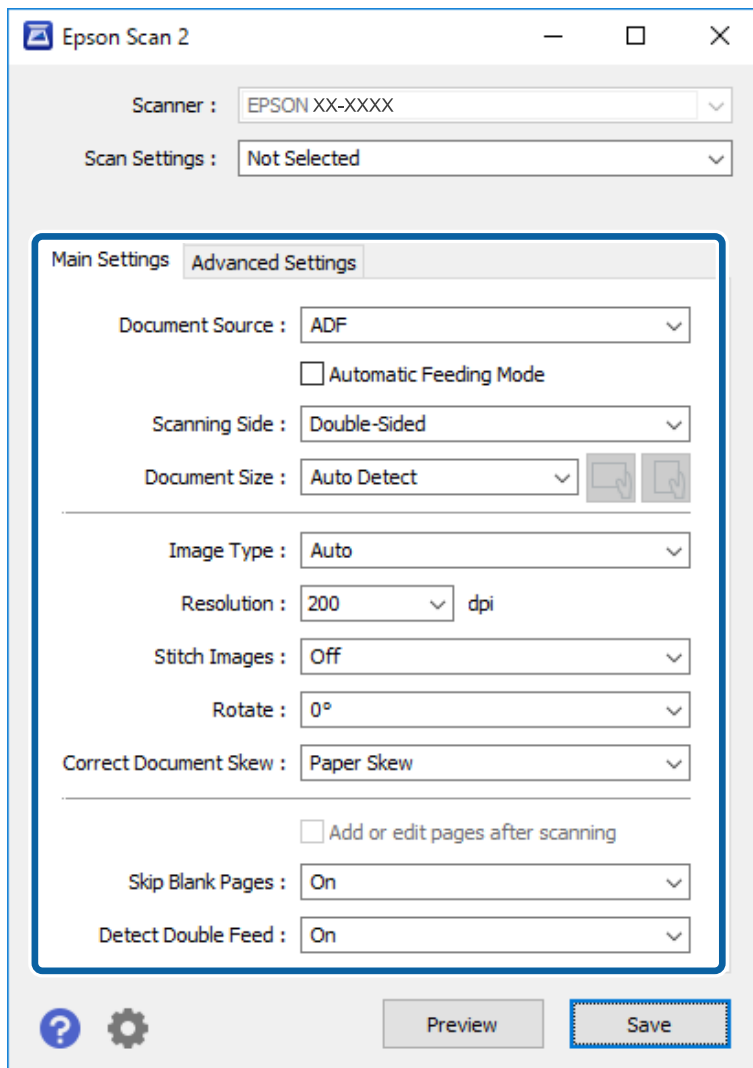 Epson Scan 2
Scanner : EPSON XX-XXXX
Scan Settings : Not Selected
Main Settings Advanced Settings
Document Source : ADF
Automatic Feeding Mode
Scanning Side : Double-Sided
Document Size : Auto Detect
Image Type : Auto
Resolution : 200 dpi
Stitch Images : Off
Rotate : 0°
Correct Document Skew : Paper Skew
Add or edit pages after scanning
Skip Blank Pages : On
Detect Double Feed : On
? Preview Save